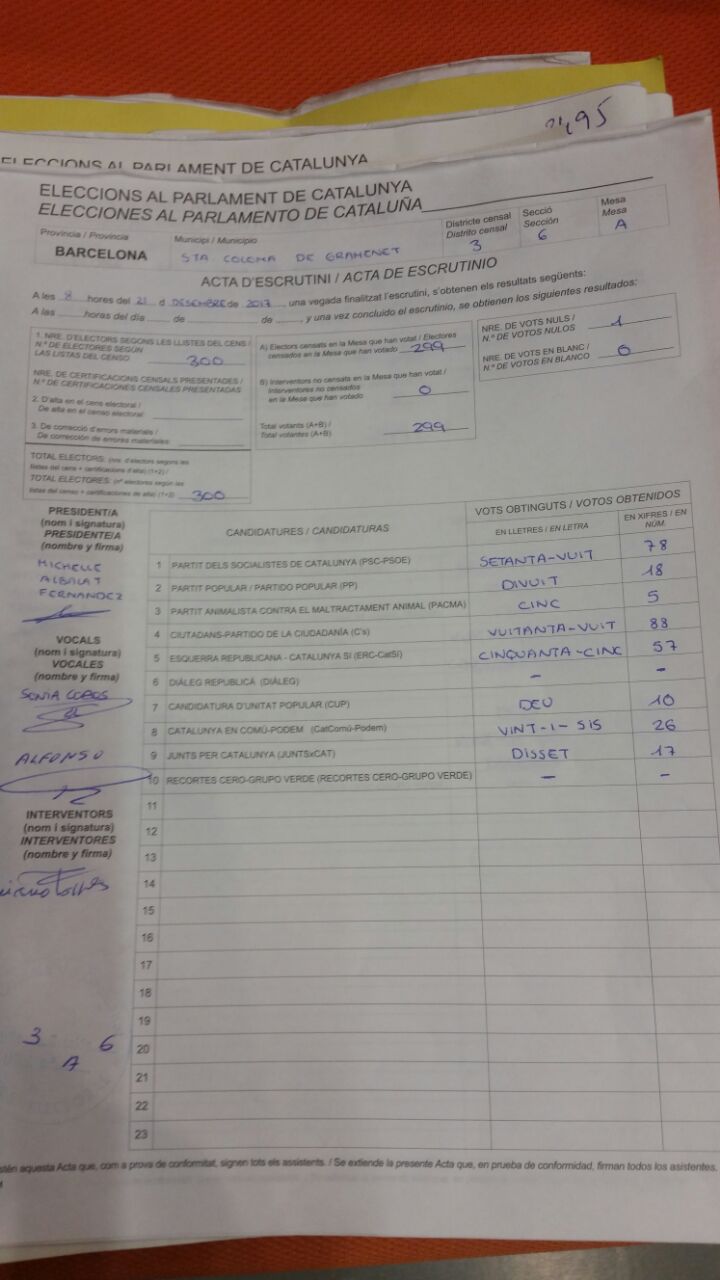 ELECCIONS AL PARLAMENT DE CATALUNYA
ELECCIONS AL PARLAMENT DE CATALUNYA
ELECCIONES AL PARLAMENTO DE CATALUÑA
Província / Provincia
BARCELONA
Municipi / Municipio
STA COLOMA DE GRAMENET
Districte censal
Distrito censal
3
Secció
Sección
6
Mesa
Mesa
A
ACTA D'ESCRUTINI / ACTA DE ESCRUTINIO
A les 8 hores del 21 d DESEMBRE de 2017, una vegada finalitzat l'escrutini, s'obtenen els resultats següents:
A las hores del día de de , y una vez concluido el escrutinio, se obtienen los siguientes resultados:
1. NRE. D'ELECTORS SEGONS LES LLISTES DEL CENS /
N.º DE ELECTORES SEGÚN
LAS LISTAS DEL CENSO 300
NRE. DE CERTIFICACIONS CENSALS PRESENTADES /
N.º DE CERTIFICACIONES CENSALES PRESENTADAS
2. D'alta en el cens electoral /
De alta en el censo electoral:
3. De correcció d'errors materials /
De corrección de errores materiales:
TOTAL ELECTORS: (nre. d'electors segons les
llistes del cens + certificacions d'alta) (1+2) /
TOTAL ELECTORES: (nº electores según las
listas del censo + certificaciones de alta) (1+2) 300
A) Electors censats en la Mesa que han votat / Electores
censados en la Mesa que han votado 299
B) Interventors no censats en la Mesa que han votat /
Interventores no censados
en la Mesa que han votado 0
Total votants (A+B) /
Total votantes (A+B) 299
NRE. DE VOTS NULS /
N.º DE VOTOS NULOS 1
NRE. DE VOTS EN BLANC /
N.º DE VOTOS EN BLANCO 0
PRESIDENT/A
(nom i signatura)
PRESIDENTE/A
(nombre y firma)
MICHELLE
ALBALAT
FERNANDEZ
VOCALS
(nom i signatura)
VOCALES
(nombre y firma)
SONIA
ALFONSO
INTERVENTORS
(nom i signatura)
INTERVENTORES
(nombre y firma)
3 6
A
CANDIDATURES / CANDIDATURAS
VOTS OBTINGUTS / VOTOS OBTENIDOS
EN LLETRES / EN LETRA
EN XIFRES / EN NÚM.
1 PARTIT DELS SOCIALISTES DE CATALUNYA (PSC-PSOE) SETANTA-VUIT 78
2 PARTIT POPULAR / PARTIDO POPULAR (PP) DIVUIT 18
3 PARTIT ANIMALISTA CONTRA EL MALTRACTAMENT ANIMAL (PACMA) CINC 5
4 CIUTADANS-PARTIDO DE LA CIUDADANÍA (C's) VUITANTA-VUIT 88
5 ESQUERRA REPUBLICANA - CATALUNYA SÍ (ERC-CatSí) CINQUANTA-CINC 57
6 DIÀLEG REPUBLICÀ (DIÀLEG) - -
7 CANDIDATURA D'UNITAT POPULAR (CUP) DEU 10
8 CATALUNYA EN COMÚ-PODEM (CatComú-Podem) VINT-I-SIS 26
9 JUNTS PER CATALUNYA (JUNTSxCAT) DISSET 17
10 RECORTES CERO-GRUPO VERDE (RECORTES CERO-GRUPO VERDE) - -
11
12
13
14
15
16
17
18
19
20
21
22
23
aquesta Acta que, com a prova de conformitat, signen tots els assistents. / Se extiende la presente Acta que, en prueba de conformidad, firman todos los asistentes,